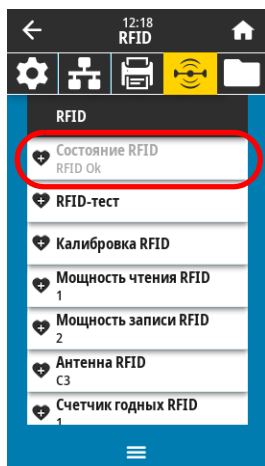 12:18
RFID
RFID
Состояние RFID
RFID Ok
RFID-тест
Калибровка RFID
Мощность чтения RFID
1
Мощность записи RFID
2
Антенна RFID
C3
Счетчик годных RFID
1